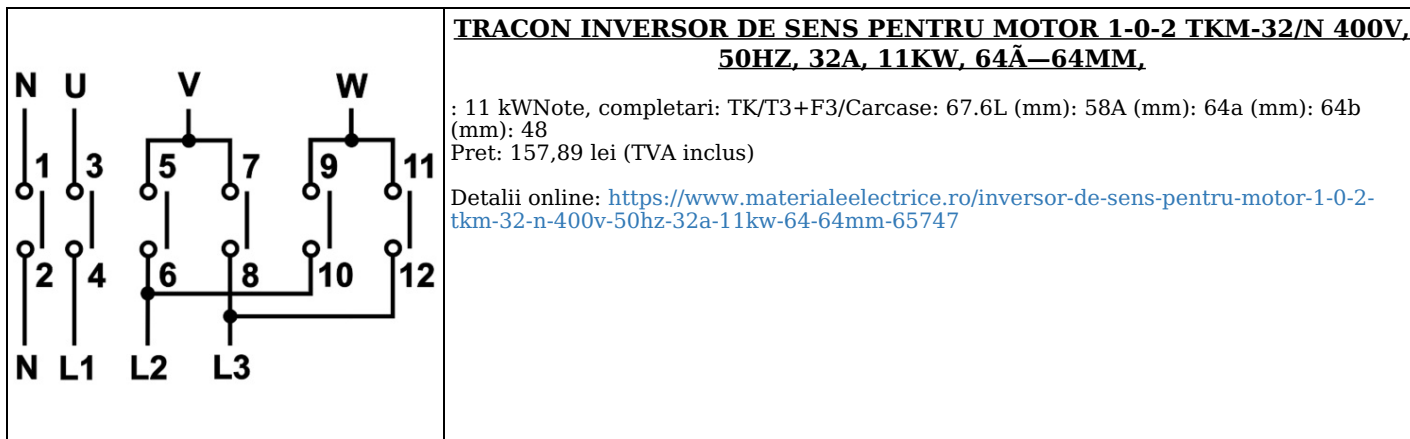 N U V W
1 3 5 7 9 11
2 4 6 8 10 12
N L1 L2 L3
TRACON INVERSOR DE SENS PENTRU MOTOR 1-0-2 TKM-32/N 400V,
50HZ, 32A, 11KW, 64Ã—64MM,
: 11 kWNote, completari: TK/T3+F3/Carcase: 67.6L (mm): 58A (mm): 64a (mm): 64b
(mm): 48
Pret: 157,89 lei (TVA inclus)
Detalii online: https://www.materialeelectrice.ro/inversor-de-sens-pentru-motor-1-0-2-
tkm-32-n-400v-50hz-32a-11kw-64-64mm-65747